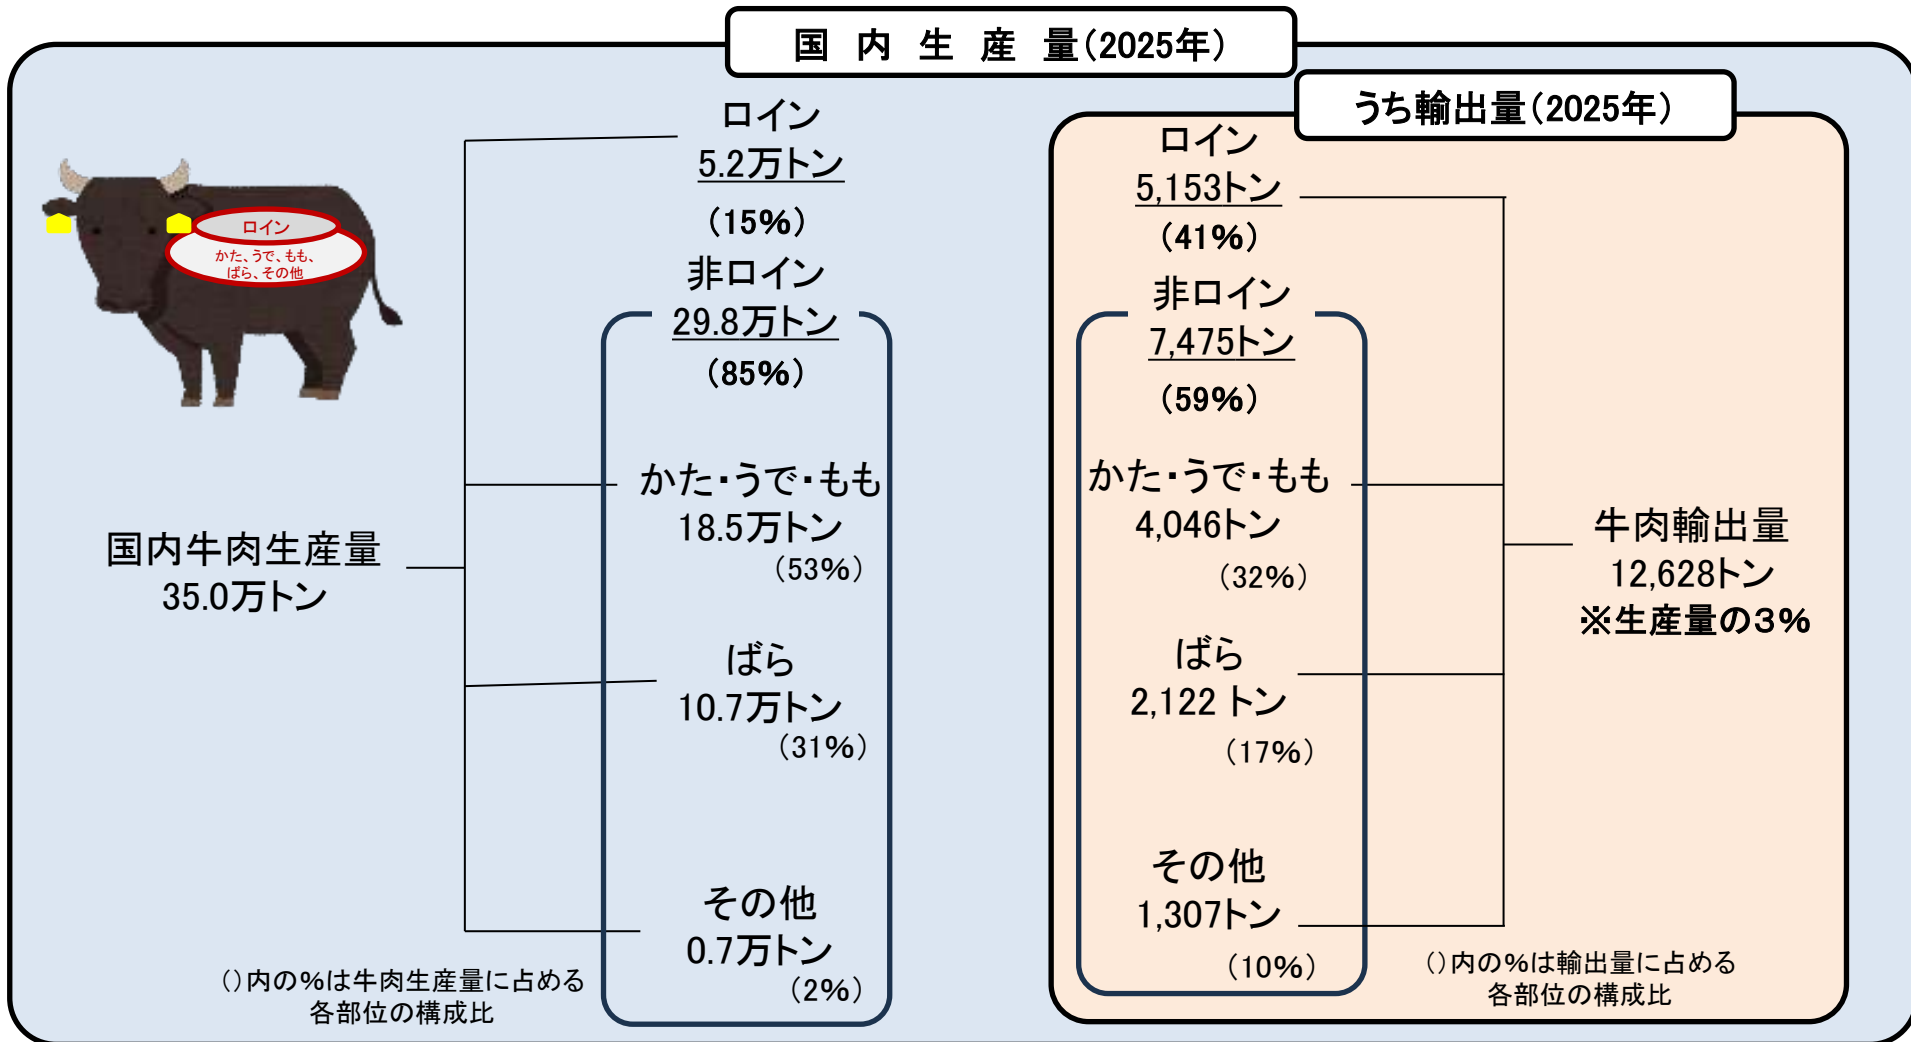 国内生産量(2025年)
うち輸出量(2025年)
ロイン
かた、うで、もも、
ばら、その他
国内牛肉生産量
35.0万トン
ロイン
5.2万トン
(15%)
非ロイン
29.8万トン
(85%)
かた・うで・もも
18.5万トン
(53%)
ばら
10.7万トン
(31%)
その他
0.7万トン
(2%)
()内の%は牛肉生産量に占める
各部位の構成比
ロイン
5,153トン
(41%)
非ロイン
7,475トン
(59%)
かた・うで・もも
4,046トン
(32%)
ばら
2,122 トン
(17%)
その他
1,307トン
(10%)
牛肉輸出量
12,628トン
※生産量の3%
()内の%は輸出量に占める
各部位の構成比